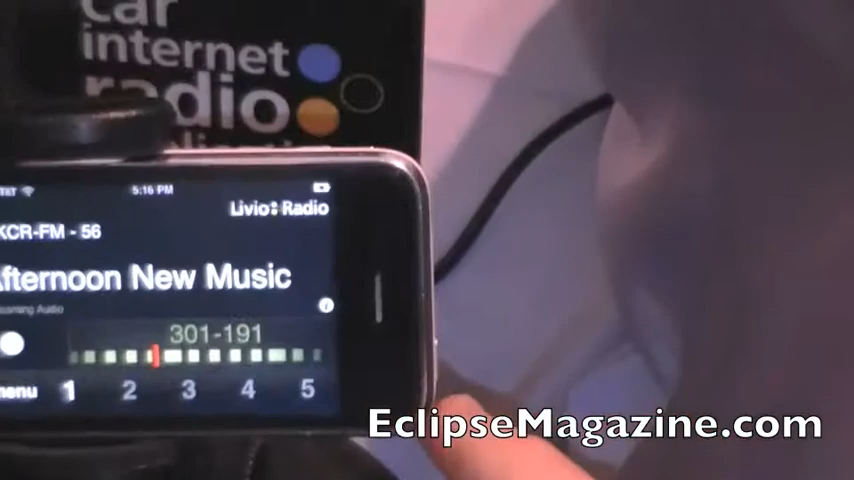 car
internet
radio
5:16 PM
Livio Radio
KCR-FM - 56
Afternoon New Music
301-191
menu 1 2 3 4 5
EclipseMagazine.com